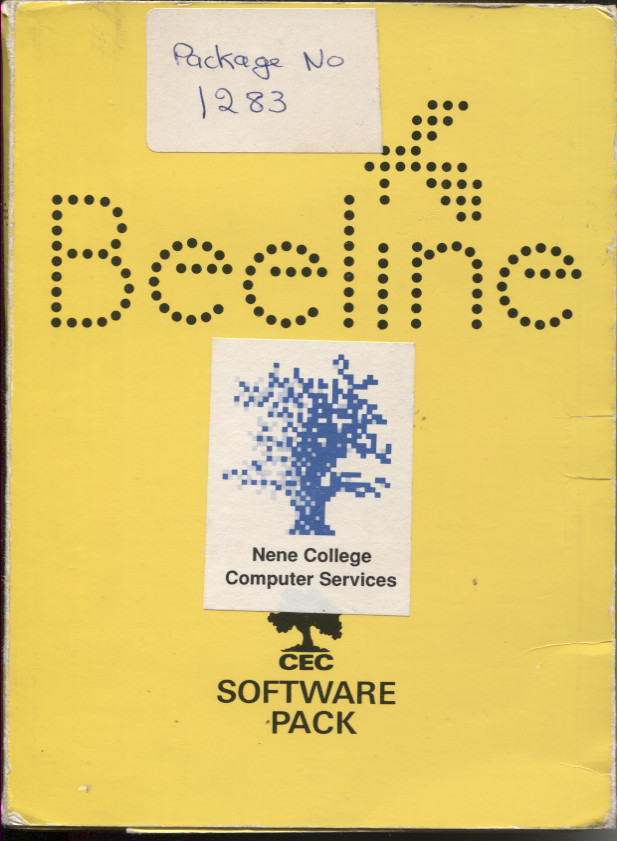 Package No
1283
Beeline
Nene College
Computer Services
CEC
SOFTWARE
PACK